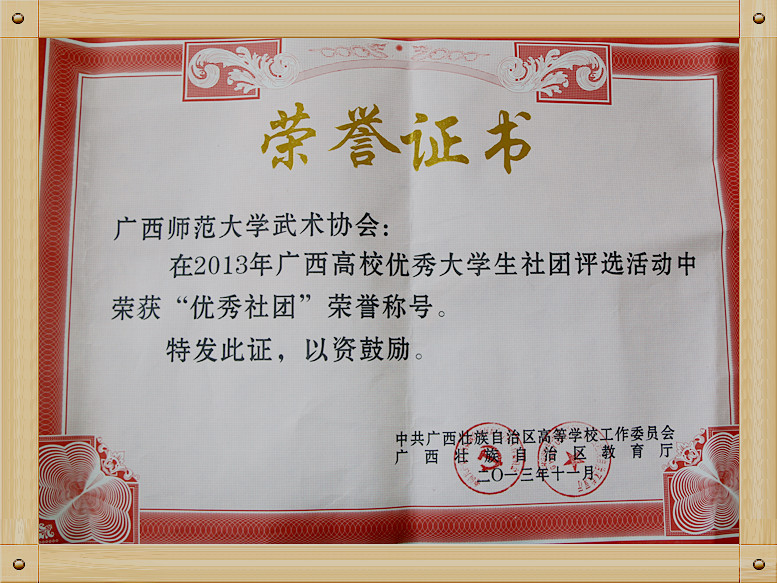 荣誉证书
广西师范大学武术协会：
在2013年广西高校优秀大学生社团评选活动中
荣获“优秀社团”荣誉称号。
特发此证，以资鼓励。
中共广西壮族自治区高等学校工作委员会
广西壮族自治区教育厅
二〇一三年十一月